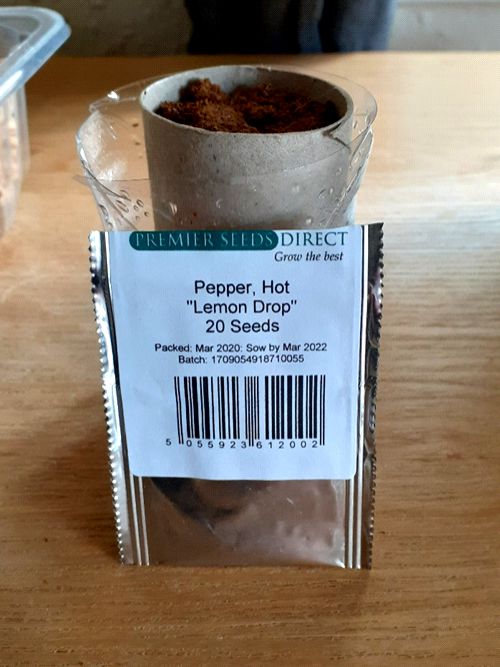 PREMIER SEEDS DIRECT
Grow the best
Pepper, Hot
"Lemon Drop"
20 Seeds
Packed: Mar 2020: Sow by Mar 2022
Batch: 1709054918710055
5 055923 612002